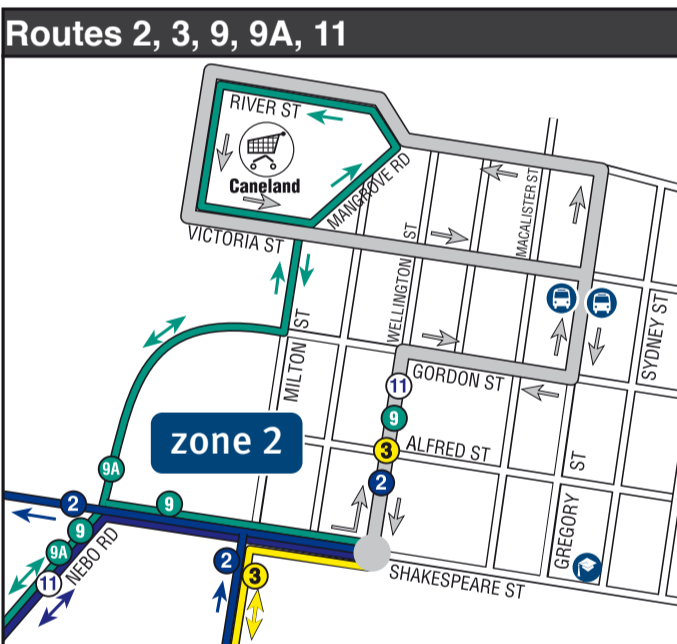 Routes 2, 3, 9, 9A, 11
RIVER ST
Caneland
MANGROVE RD
MACALISTER ST
VICTORIA ST
WELLINGTON ST
SYDNEY ST
MILTON ST
GORDON ST
11
9
zone 2
3
ALFRED ST
9A
2
2
9
GREGORY ST
9
9A
NEBO RD
11
2
3
SHAKESPEARE ST